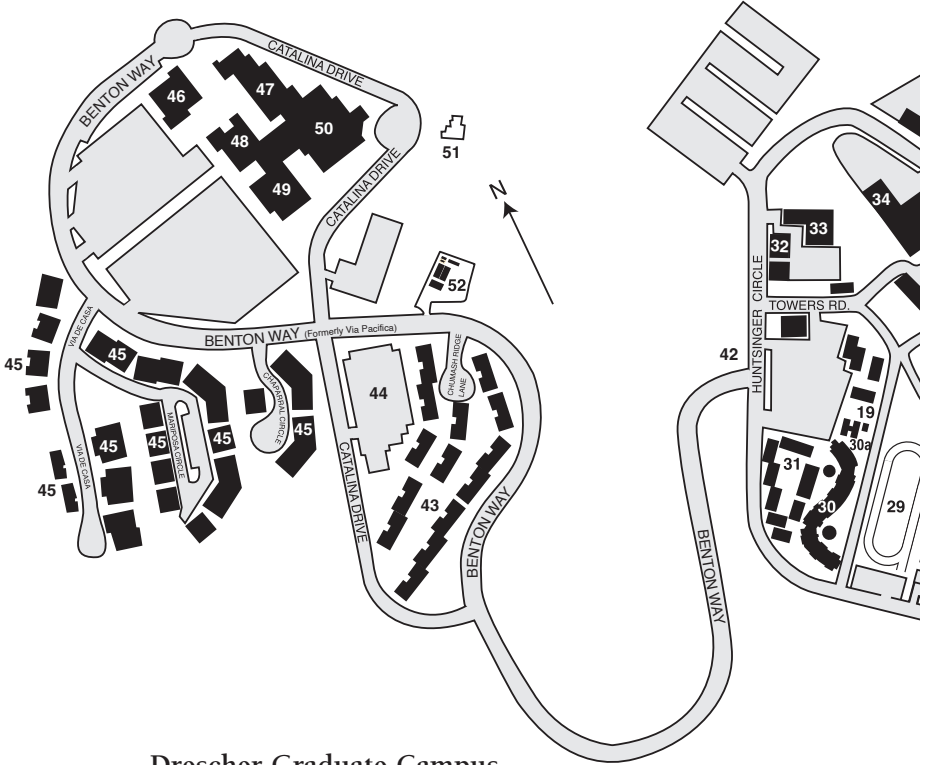 CATALINA DRIVE
BENTON WAY
46
47
48
50
49
51
CATALINA DRIVE
N
34
33
32
52
HUNTSINGER CIRCLE
TOWERS RD.
VIA DE CASA
BENTON WAY (Formerly Via Pacifica)
CHUMASH RIDGE
LANE
45
45
42
44
CHAPARRAL CIRCLE
MARIPOSA CIRCLE
45
45
45
45
19
30a
VIA DE CASA
45
CATALINA DRIVE
31
43
30
29
BENTON WAY
BENTON WAY
Drescher Graduate Campus